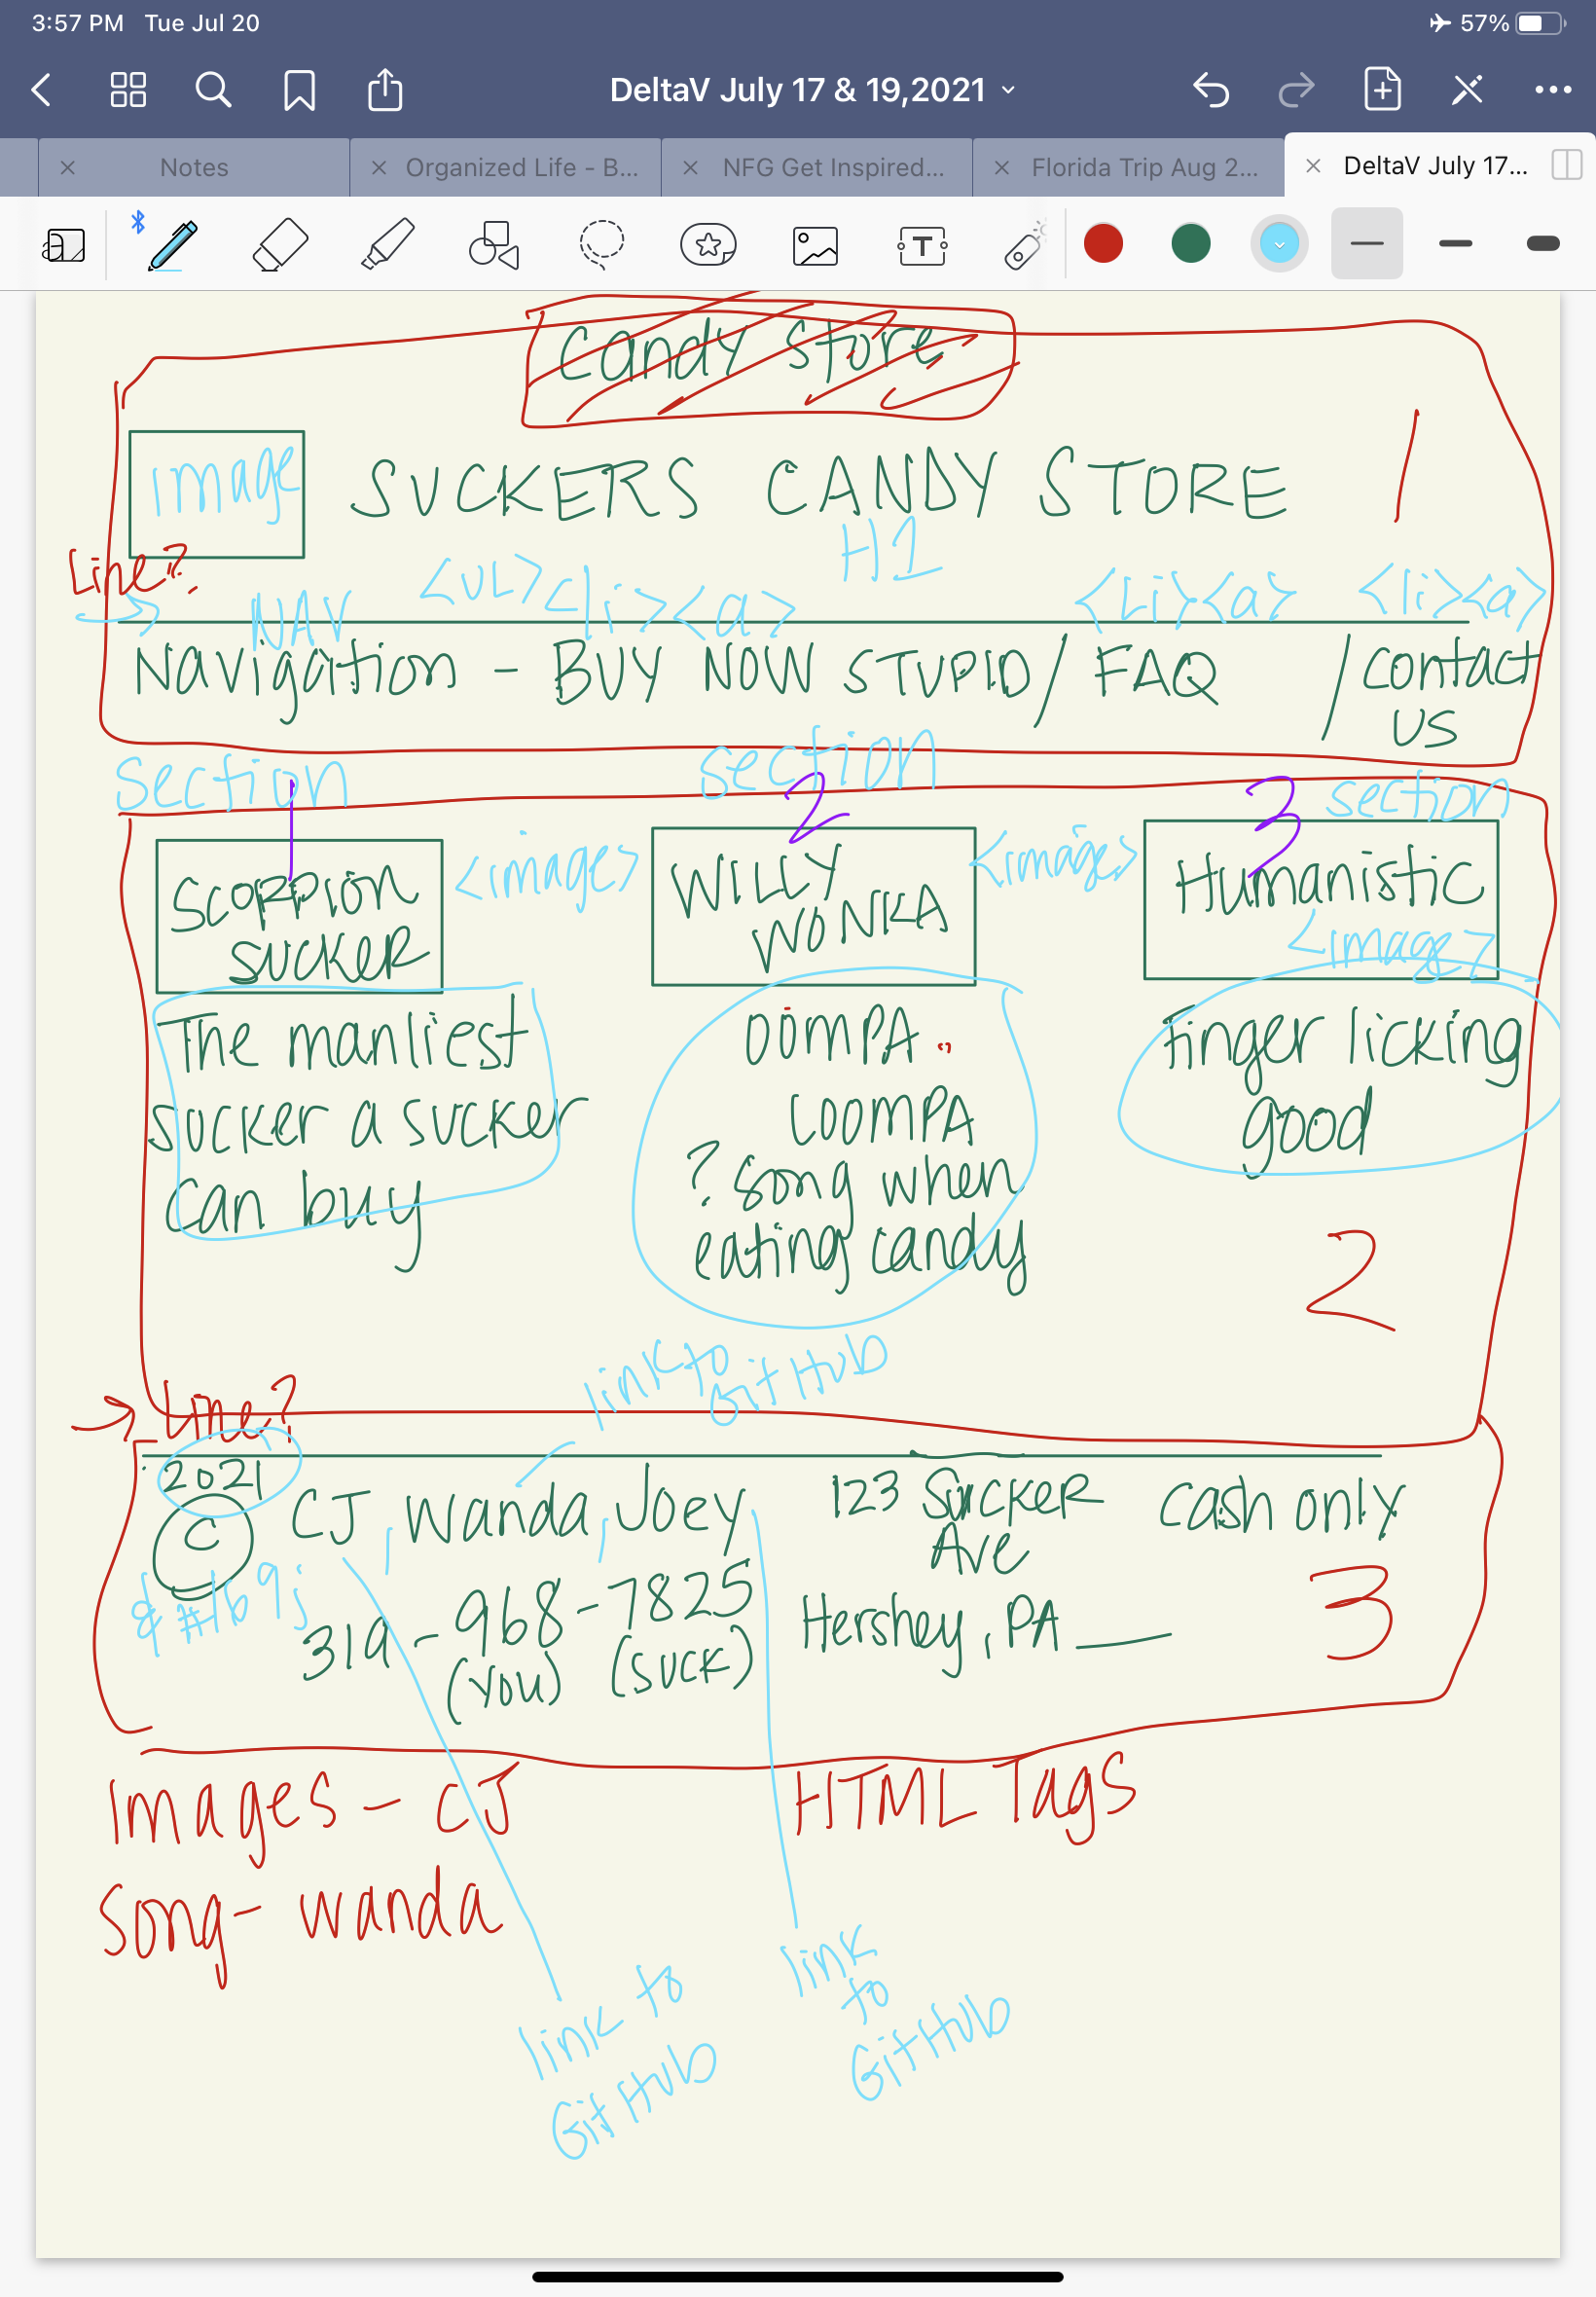 3:57 PM Tue Jul 20
57%
DeltaV July 17 & 19,2021
Notes
Organized Life - B...
NFG Get Inspired...
Florida Trip Aug 2...
DeltaV July 17...
T
Candy Store
image SUCKERS CANDY STORE 1
H1
Line?
NAV <UL> <li><a> <Li><a> <li><a>
Navigation - BUY NOW STUPID / FAQ / Contact
US
section section section
1 2 3
<image> <image>
SCORPION
SUCKER
WILLY
WONKA
Humanistic
<image>
The manliest
sucker a sucker
can buy
OOMPA
LOOMPA
? Song when
eating candy
Finger licking
good
2
link to
GitHub
Line?
2021
© CJ, Wanda, Joey
&#169;
319-968-7825
(YOU) (SUCK)
123 Sucker
Ave
Hershey, PA
Cash only
3
Images - CJ
Song - Wanda
HTML Tags
link to
GitHub
link
to
GitHub